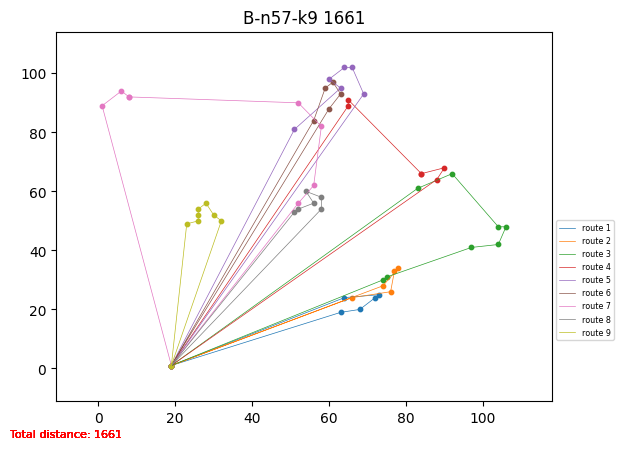 B-n57-k9 1661
100
80
60
40
20
0
0 20 40 60 80 100
route 1
route 2
route 3
route 4
route 5
route 6
route 7
route 8
route 9
Total distance: 1661